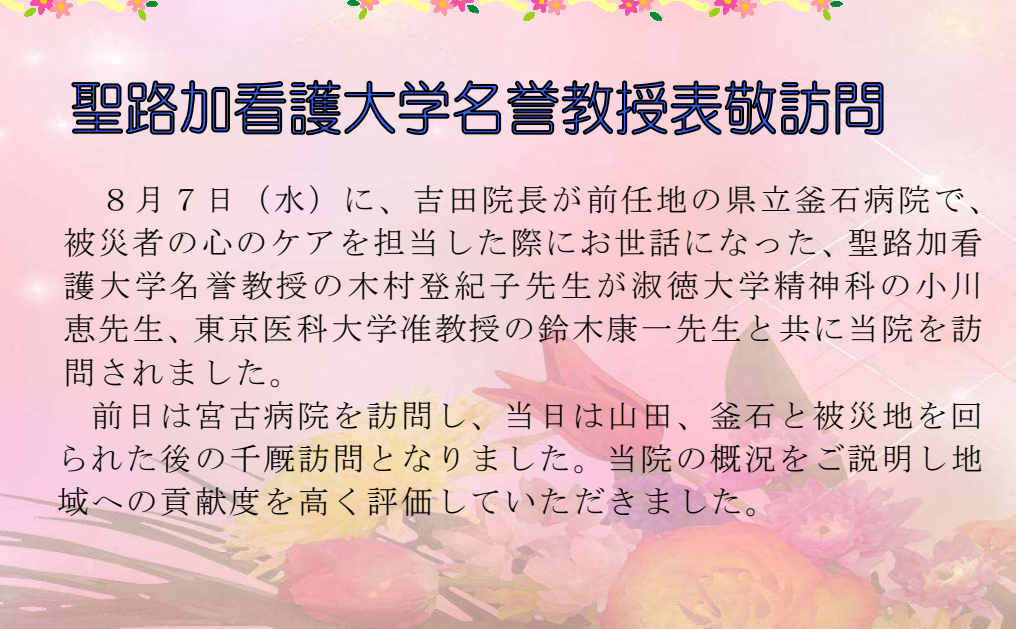 聖路加看護大学名誉教授表敬訪問
８月７日（水）に、吉田院長が前任地の県立釜石病院で、
被災者の心のケアを担当した際にお世話になった、聖路加看
護大学名誉教授の木村登紀子先生が淑徳大学精神科の小川
恵先生、東京医科大学准教授の鈴木康一先生と共に当院を訪
問されました。
前日は宮古病院を訪問し、当日は山田、釜石と被災地を回
られた後の千厩訪問となりました。当院の概況をご説明し地
域への貢献度を高く評価していただきました。